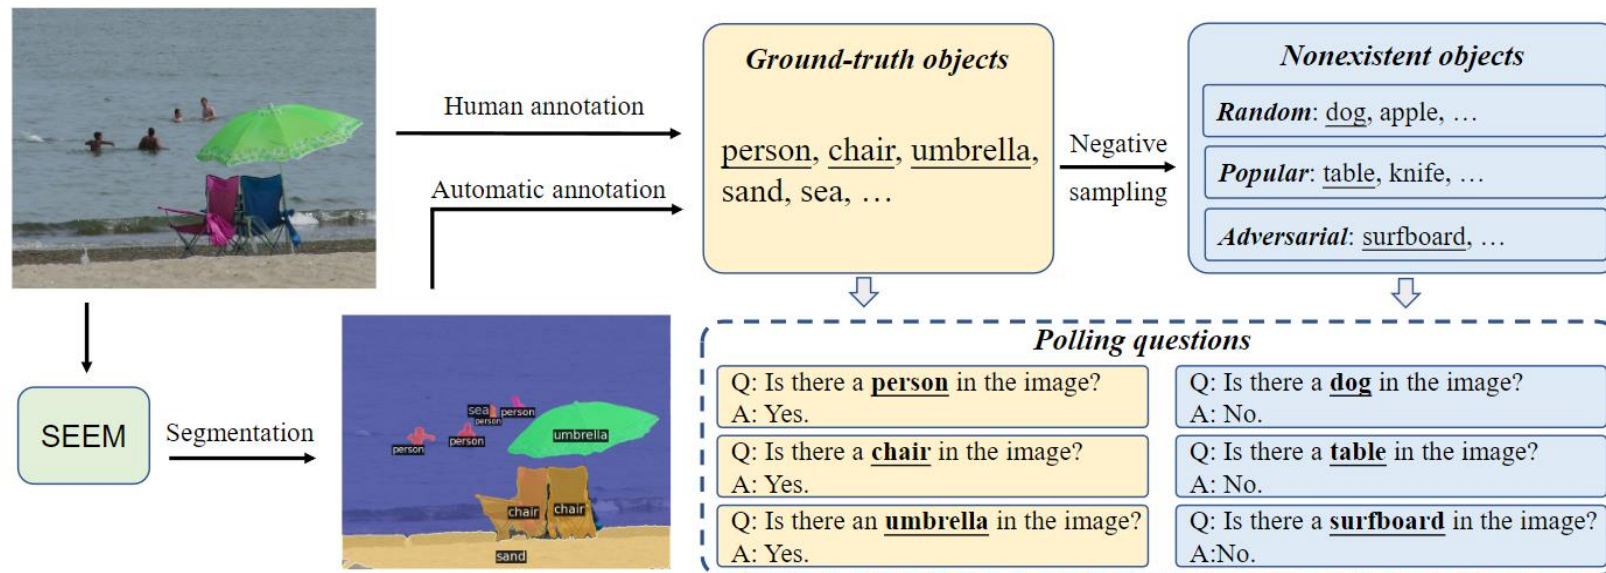 Human annotation
Automatic annotation
SEEM
Segmentation
sea
person
person
person
person
umbrella
chair
chair
sand
Ground-truth objects
person, chair, umbrella,
sand, sea, …
Negative
sampling
Nonexistent objects
Random: dog, apple, …
Popular: table, knife, …
Adversarial: surfboard, …
Polling questions
Q: Is there a person in the image?
A: Yes.
Q: Is there a chair in the image?
A: Yes.
Q: Is there an umbrella in the image?
A: Yes.
Q: Is there a dog in the image?
A: No.
Q: Is there a table in the image?
A: No.
Q: Is there a surfboard in the image?
A:No.